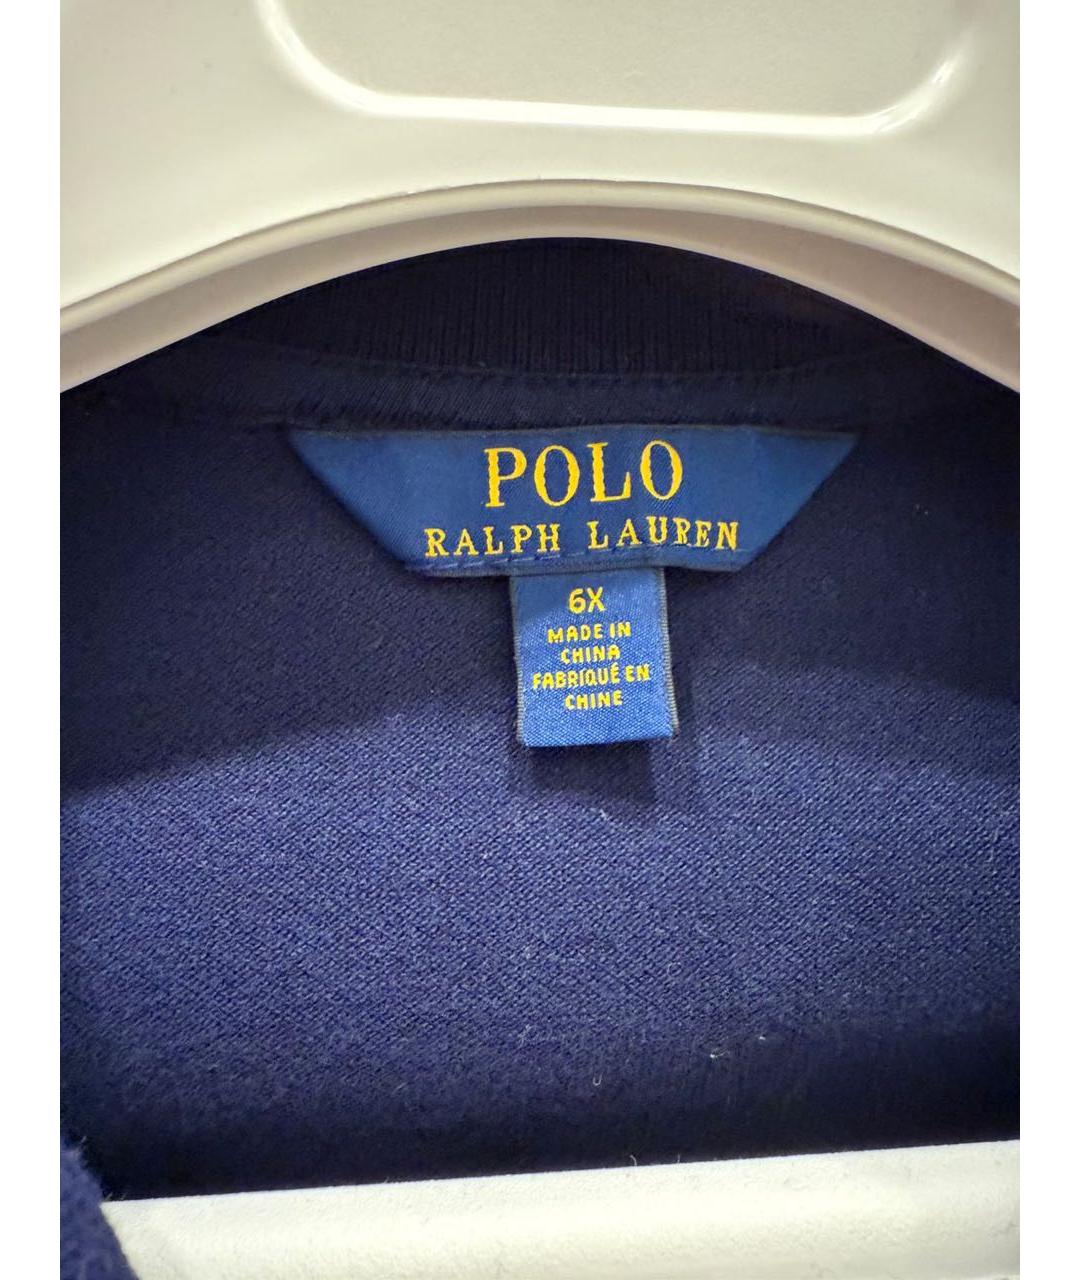 POLO
RALPH LAUREN
6X
MADE IN
CHINA
FABRIQUÉ EN
CHINE